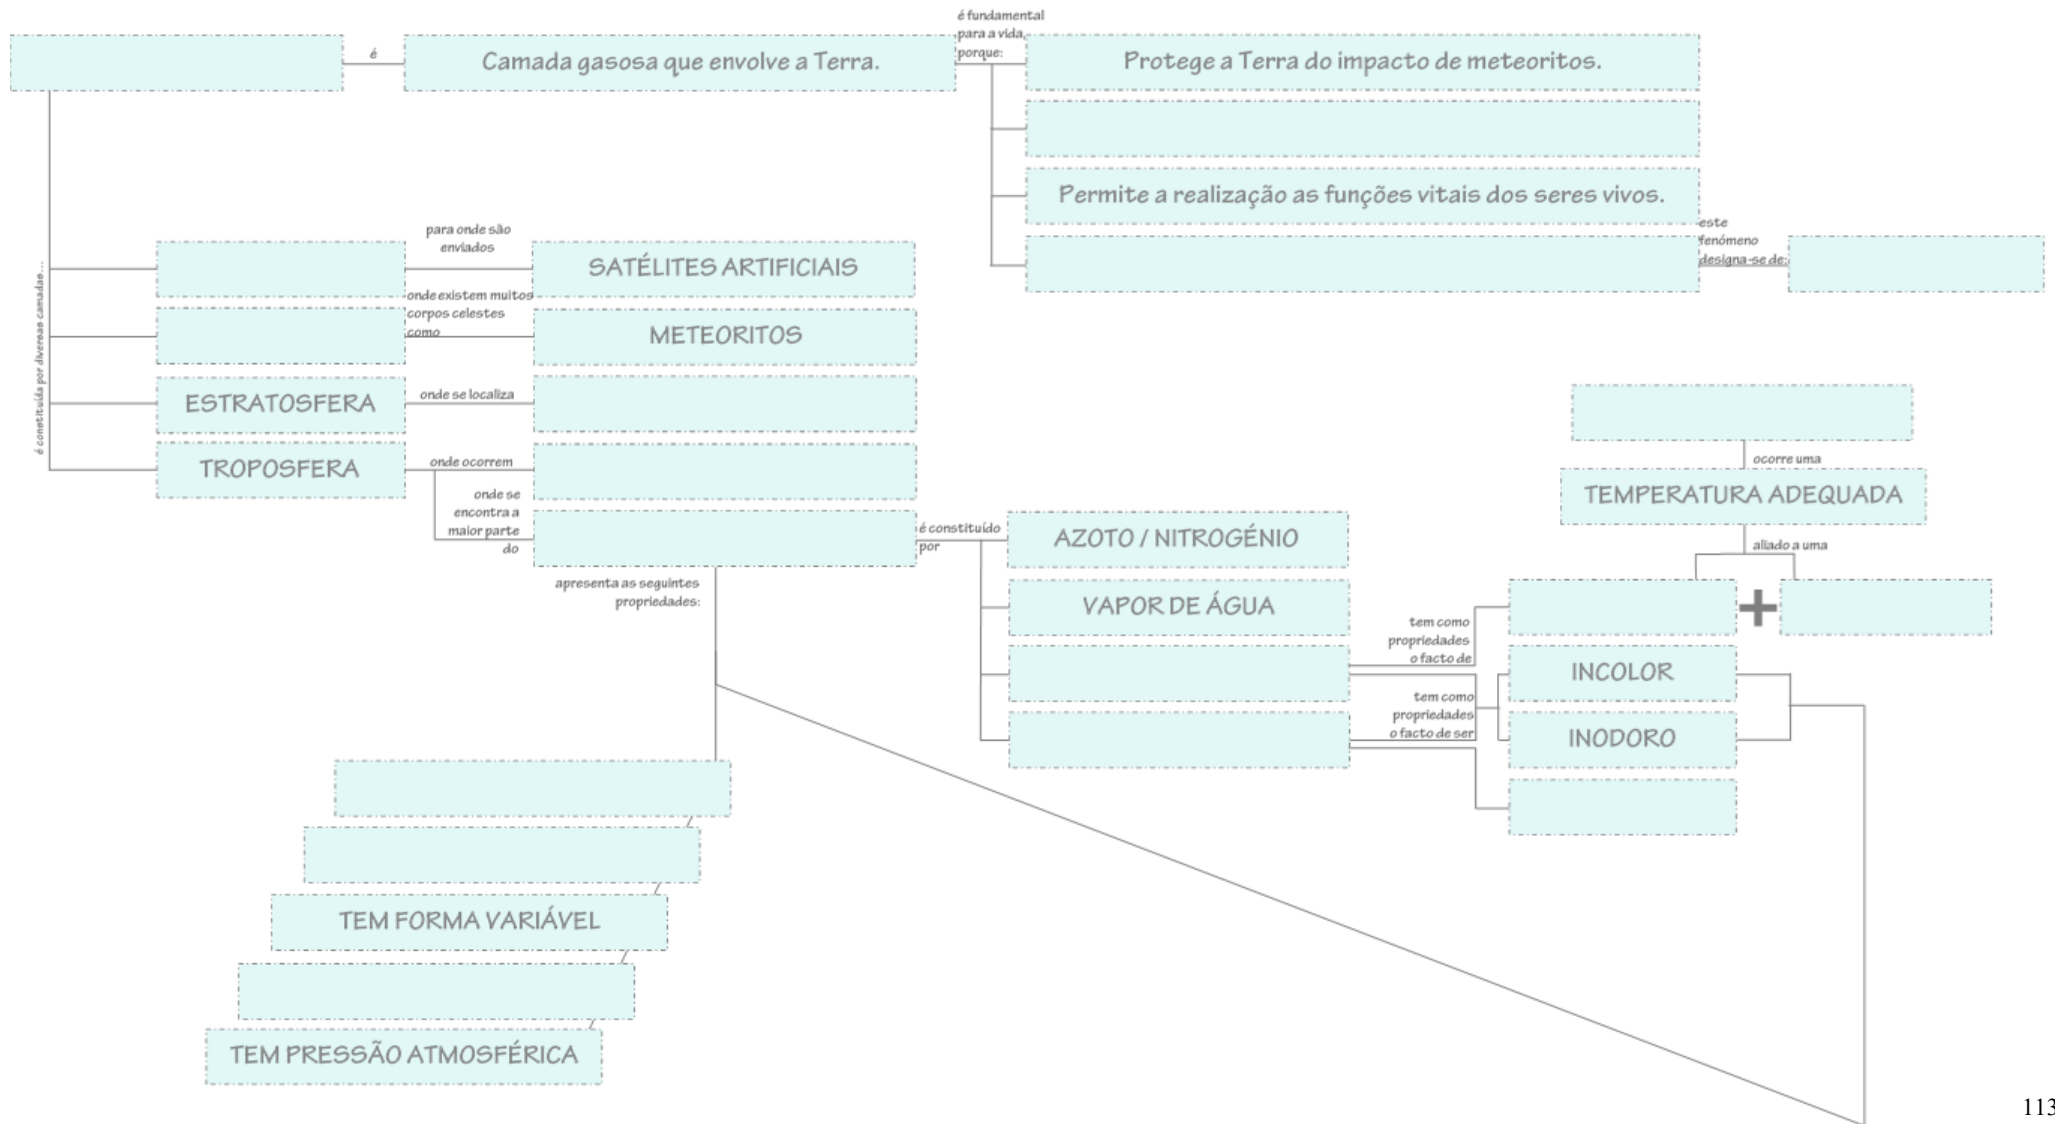 é
Camada gasosa que envolve a Terra.
é fundamental
para a vida,
porque:
Protege a Terra do impacto de meteoritos.
Permite a realização as funções vitais dos seres vivos.
este
fenómeno
designa-se de:
é constituída por diversas camadas...
para onde são
enviados
SATÉLITES ARTIFICIAIS
onde existem muitos
corpos celestes
como
METEORITOS
ESTRATOSFERA
onde se localiza
TROPOSFERA
onde ocorrem
onde se
encontra a
maior parte
do
é constituído
por
AZOTO / NITROGÉNIO
VAPOR DE ÁGUA
ocorre uma
TEMPERATURA ADEQUADA
aliado a uma
+
tem como
propriedades
o facto de
INCOLOR
tem como
propriedades
o facto de ser
INODORO
apresenta as seguintes
propriedades:
TEM FORMA VARIÁVEL
TEM PRESSÃO ATMOSFÉRICA
113